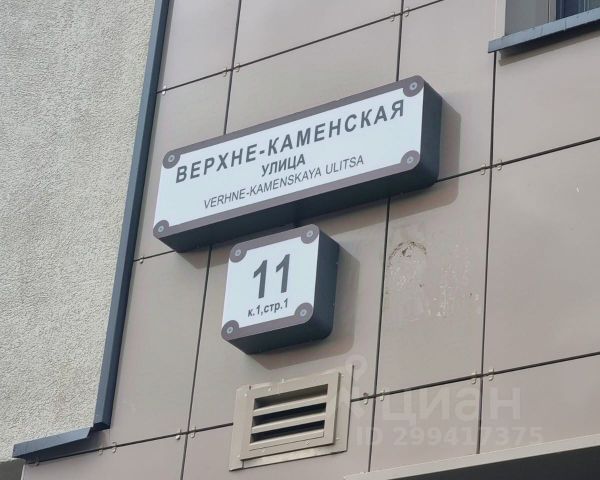 ВЕРХНЕ-КАМЕНСКАЯ
УЛИЦА
VERHNE-KAMENSKAYA ULITSA
11
к.1,стр.1
циан
ID 299417375